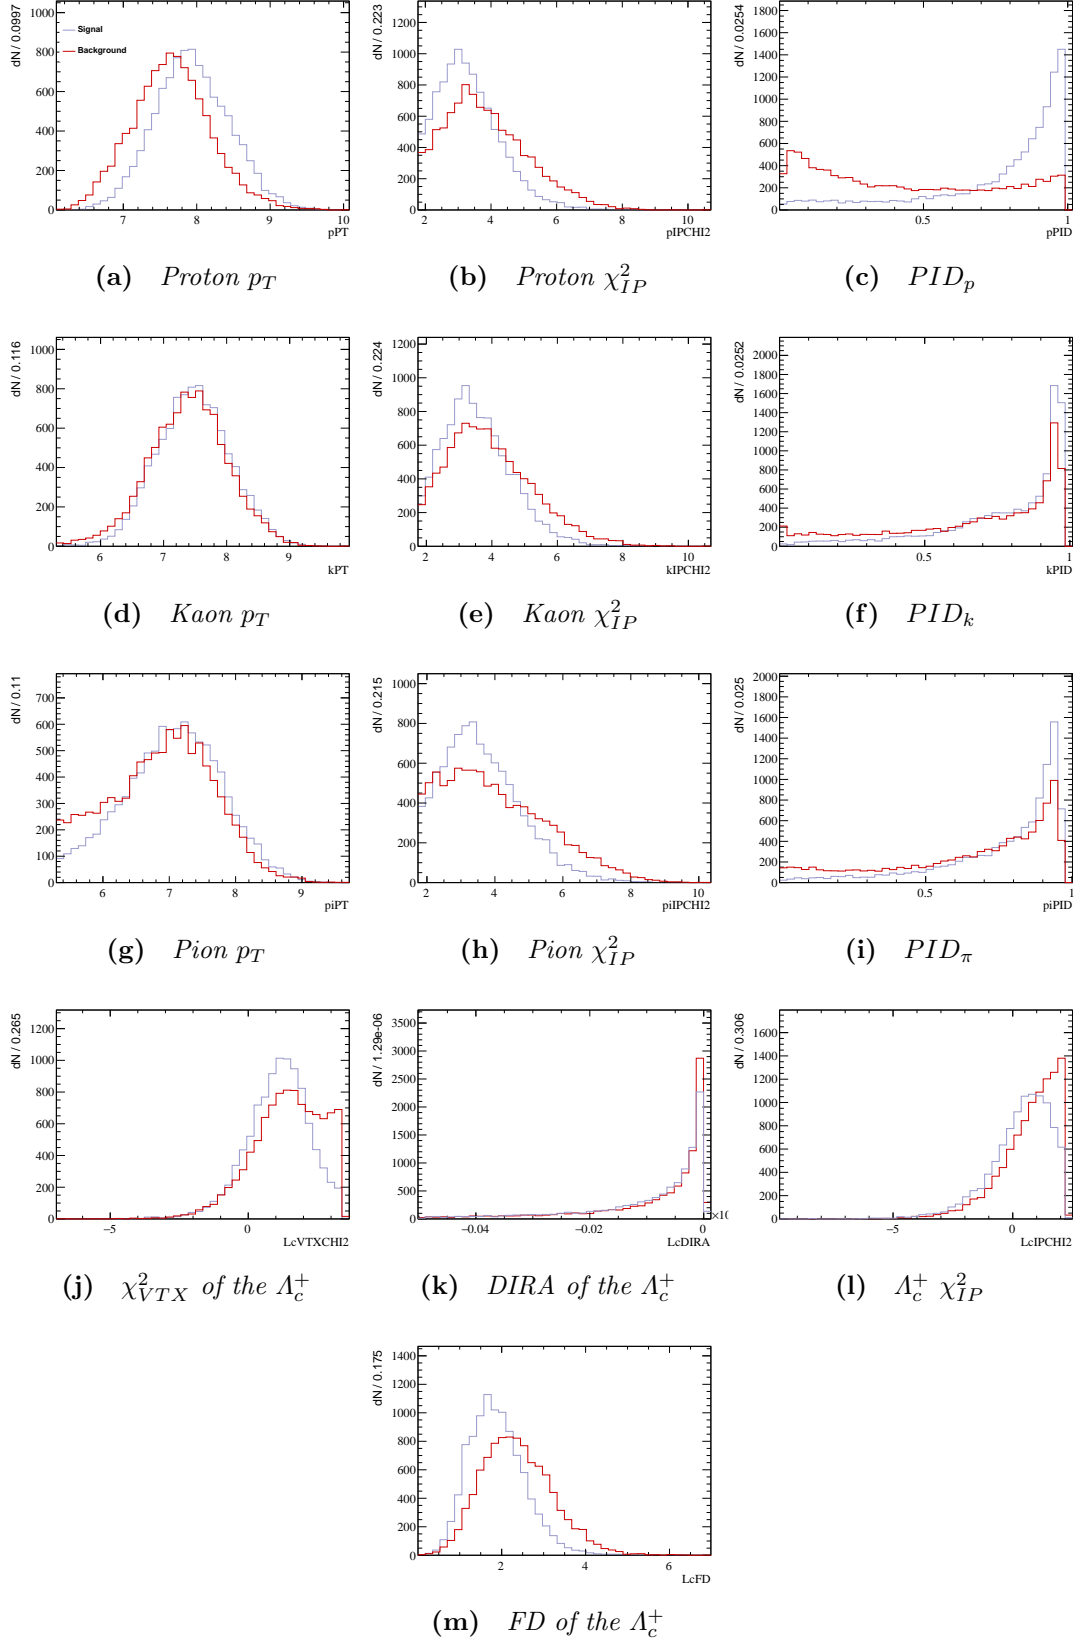 dN / 0.0997
1000
800
600
400
200
0
Signal
Background
7 8 9 10
pPT
(a) Proton p_T
dN / 0.223
1200
1000
800
600
400
200
0
2 4 6 8 10
pIPCHI2
(b) Proton χ²_IP
dN / 0.0254
1800
1600
1400
1200
1000
800
600
400
200
0
0.5 1
pPID
(c) PID_p
dN / 0.116
1000
800
600
400
200
0
6 7 8 9
kPT
(d) Kaon p_T
dN / 0.224
1200
1000
800
600
400
200
0
2 4 6 8 10
kIPCHI2
(e) Kaon χ²_IP
dN / 0.0252
2000
1800
1600
1400
1200
1000
800
600
400
200
0
0.5 1
kPID
(f) PID_k
dN / 0.11
700
600
500
400
300
200
100
0
6 7 8 9
piPT
(g) Pion p_T
dN / 0.215
1000
800
600
400
200
0
2 4 6 8 10
piIPCHI2
(h) Pion χ²_IP
dN / 0.025
2000
1800
1600
1400
1200
1000
800
600
400
200
0
0.5 1
piPID
(i) PID_π
dN / 0.265
1200
1000
800
600
400
200
0
−5 0
LcVTXCHI2
(j) χ²_VTX of the Λ_c^+
dN / 1.29e-06
3500
3000
2500
2000
1500
1000
500
0
−0.04 −0.02 0
×10
LcDIRA
(k) DIRA of the Λ_c^+
dN / 0.306
1600
1400
1200
1000
800
600
400
200
0
−5 0
LcIPCHI2
(l) Λ_c^+ χ²_IP
dN / 0.175
1400
1200
1000
800
600
400
200
0
2 4 6
LcFD
(m) FD of the Λ_c^+